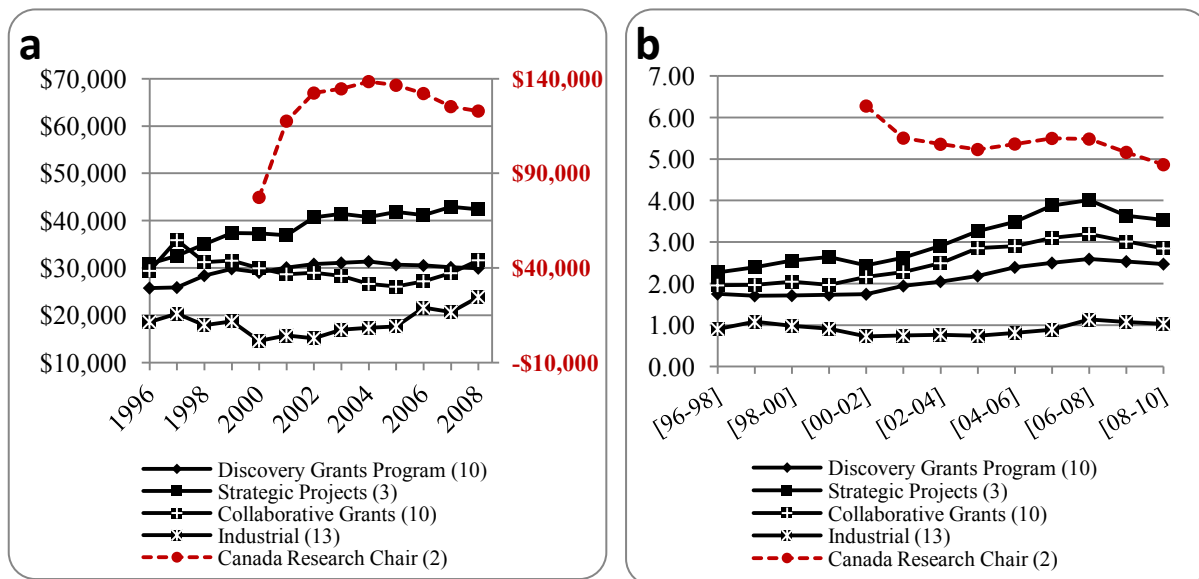 a
$70,000
$60,000
$50,000
$40,000
$30,000
$20,000
$10,000
$140,000
$90,000
$40,000
-$10,000
1996
1998
2000
2002
2004
2006
2008
Discovery Grants Program (10)
Strategic Projects (3)
Collaborative Grants (10)
Industrial (13)
Canada Research Chair (2)
b
7.00
6.00
5.00
4.00
3.00
2.00
1.00
0.00
[96-98]
[98-00]
[00-02]
[02-04]
[04-06]
[06-08]
[08-10]
Discovery Grants Program (10)
Strategic Projects (3)
Collaborative Grants (10)
Industrial (13)
Canada Research Chair (2)